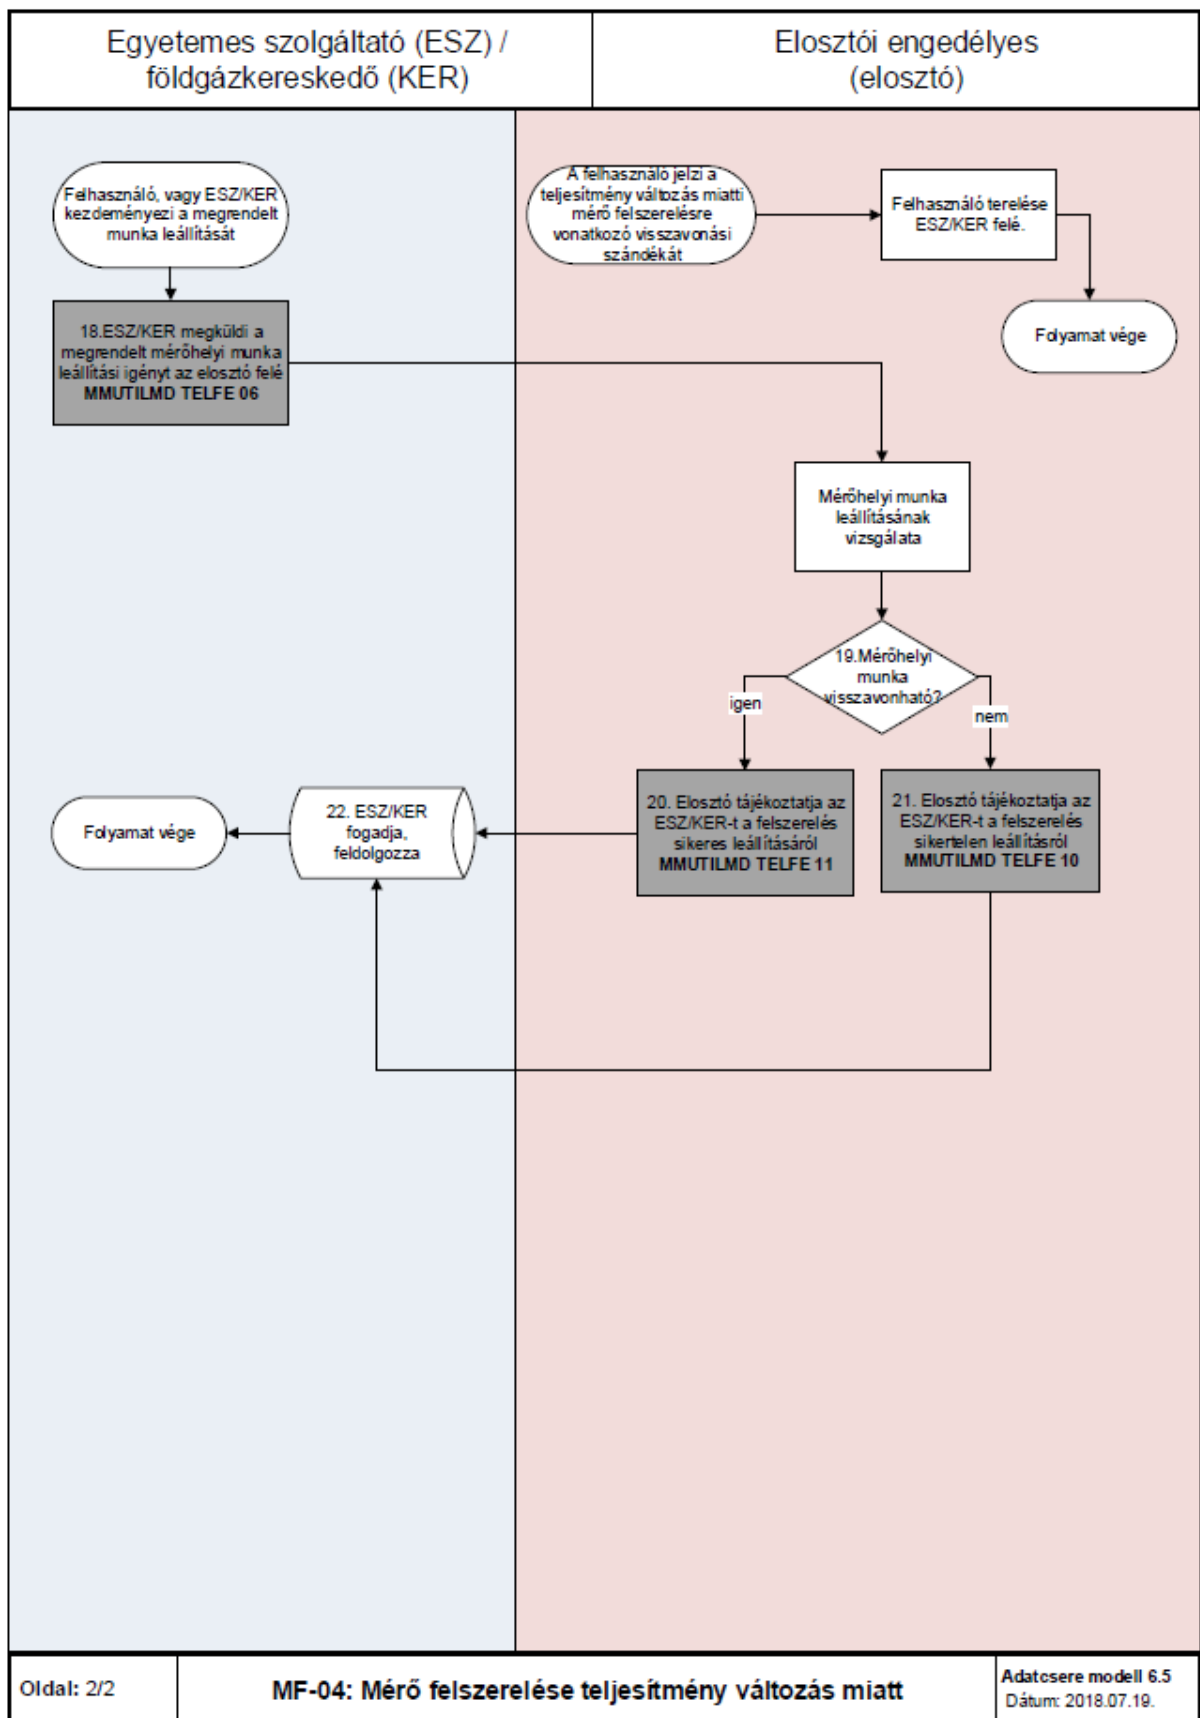 Egyetemes szolgáltató (ESZ) /
földgázkereskedő (KER)
Elosztói engedélyes
(elosztó)
Felhasználó, vagy ESZ/KER
kezdeményezi a megrendelt
munka leállítását
A felhasználó jelzi a
teljesítmény változás miatti
mérő felszerelésre
vonatkozó visszavonási
szándékát
Felhasználó terelése
ESZ/KER felé.
Folyamat vége
18.ESZ/KER megküldi a
megrendelt mérőhelyi munka
leállítási igényt az elosztó felé
MMUTILMD TELFE 06
Mérőhelyi munka
leállításának
vizsgálata
19.Mérőhelyi
munka
visszavonható?
igen
nem
20. Elosztó tájékoztatja az
ESZ/KER-t a felszerelés
sikeres leállításáról
MMUTILMD TELFE 11
21. Elosztó tájékoztatja az
ESZ/KER-t a felszerelés
sikertelen leállításról
MMUTILMD TELFE 10
22. ESZ/KER
fogadja,
feldolgozza
Folyamat vége
Oldal: 2/2
MF-04: Mérő felszerelése teljesítmény változás miatt
Adatcsere modell 6.5
Dátum: 2018.07.19.